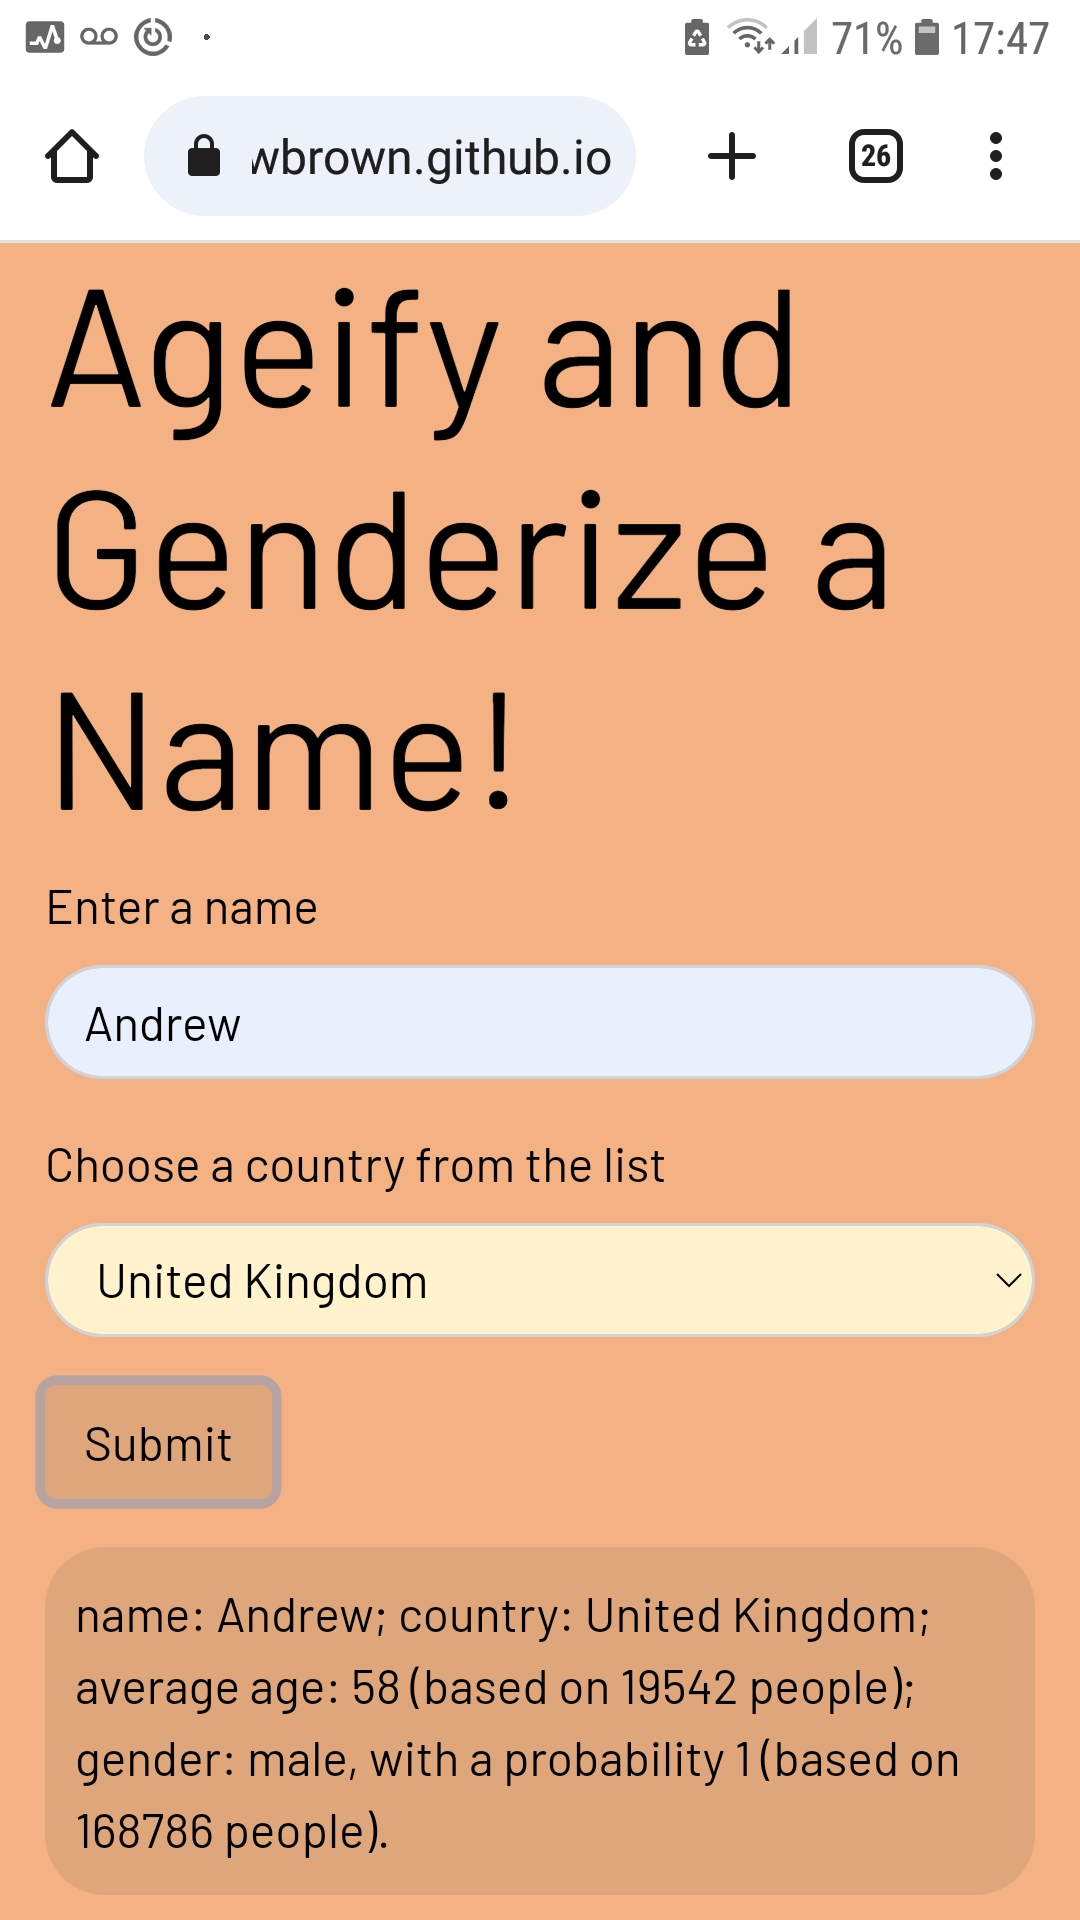 71% 17:47
wbrown.github.io
26
Ageify and
Genderize a
Name!
Enter a name
Andrew
Choose a country from the list
United Kingdom
Submit
name: Andrew; country: United Kingdom;
average age: 58 (based on 19542 people);
gender: male, with a probability 1 (based on
168786 people).